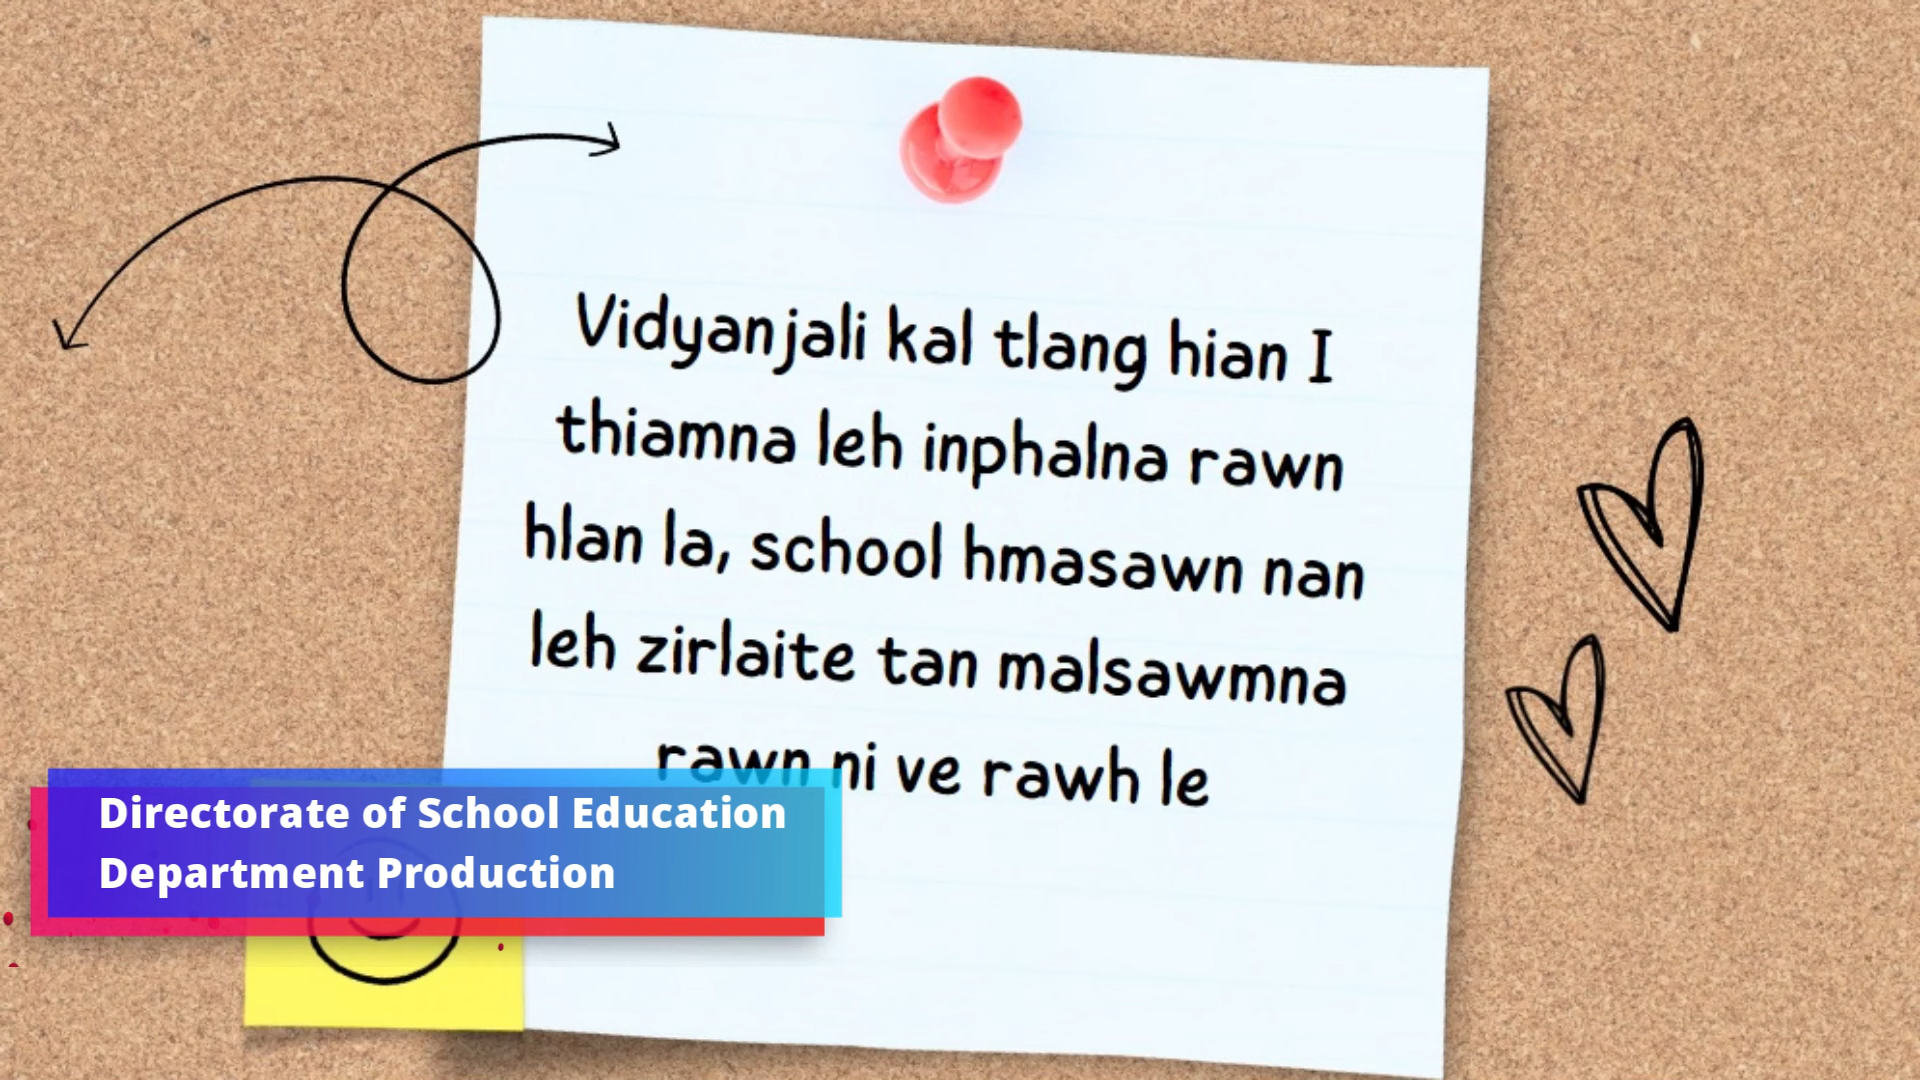 Vidyanjali kal tlang hian I
thiamna leh inphalna rawn
hlan la, school hmasawn nan
leh zirlaite tan malsawmna
rawn ni ve rawh le
Directorate of School Education
Department Production